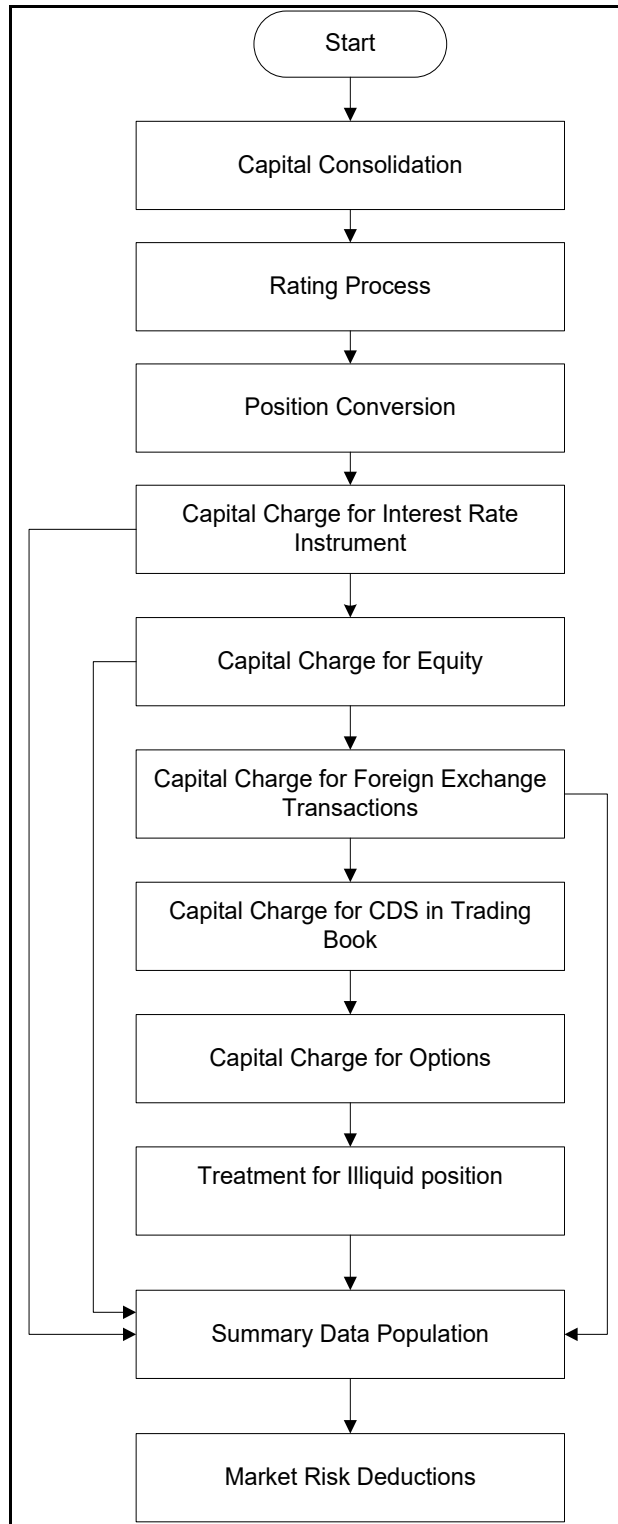 Start
Capital Consolidation
Rating Process
Position Conversion
Capital Charge for Interest Rate
Instrument
Capital Charge for Equity
Capital Charge for Foreign Exchange
Transactions
Capital Charge for CDS in Trading
Book
Capital Charge for Options
Treatment for Illiquid position
Summary Data Population
Market Risk Deductions